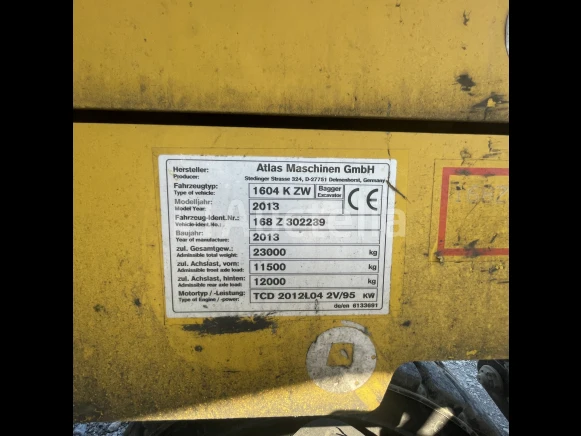 Hersteller: Atlas Maschinen GmbH
Producer: Stedinger Strasse 324, D-27751 Delmenhorst, Germany
Fahrzeugtyp: 1604 K ZW Bagger CE
Type of vehicle: Excavator
Modelljahr: 2013
Model Year:
Fahrzeug-Ident.Nr.: 168 Z 302239
Vehicle-Ident. No.:
Baujahr: 2013
Year of manufacture:
zul. Gesamtgew.: 23000 kg
Admissible total weight:
zul. Achslast, vorn: 11500 kg
Admissible front axle load:
zul. Achslast, hinten: 12000 kg
Admissible rear axle load:
Motortyp /-Leistung: TCD 2012L04 2V/95 KW
Type of Engine /-power:
de/en 6133681